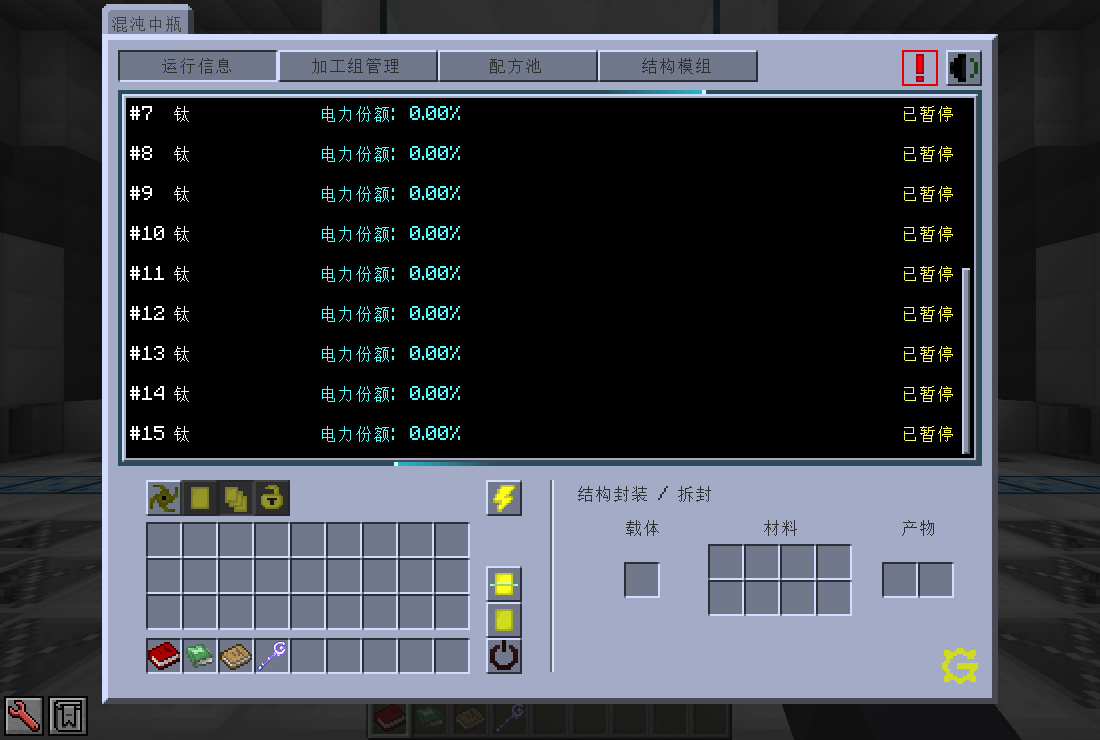 混沌中瓶
运行信息 加工组管理 配方池 结构模组
#7 钛 电力份额: 0.00% 已暂停
#8 钛 电力份额: 0.00% 已暂停
#9 钛 电力份额: 0.00% 已暂停
#10 钛 电力份额: 0.00% 已暂停
#11 钛 电力份额: 0.00% 已暂停
#12 钛 电力份额: 0.00% 已暂停
#13 钛 电力份额: 0.00% 已暂停
#14 钛 电力份额: 0.00% 已暂停
#15 钛 电力份额: 0.00% 已暂停
结构封装 / 拆封
载体 材料 产物